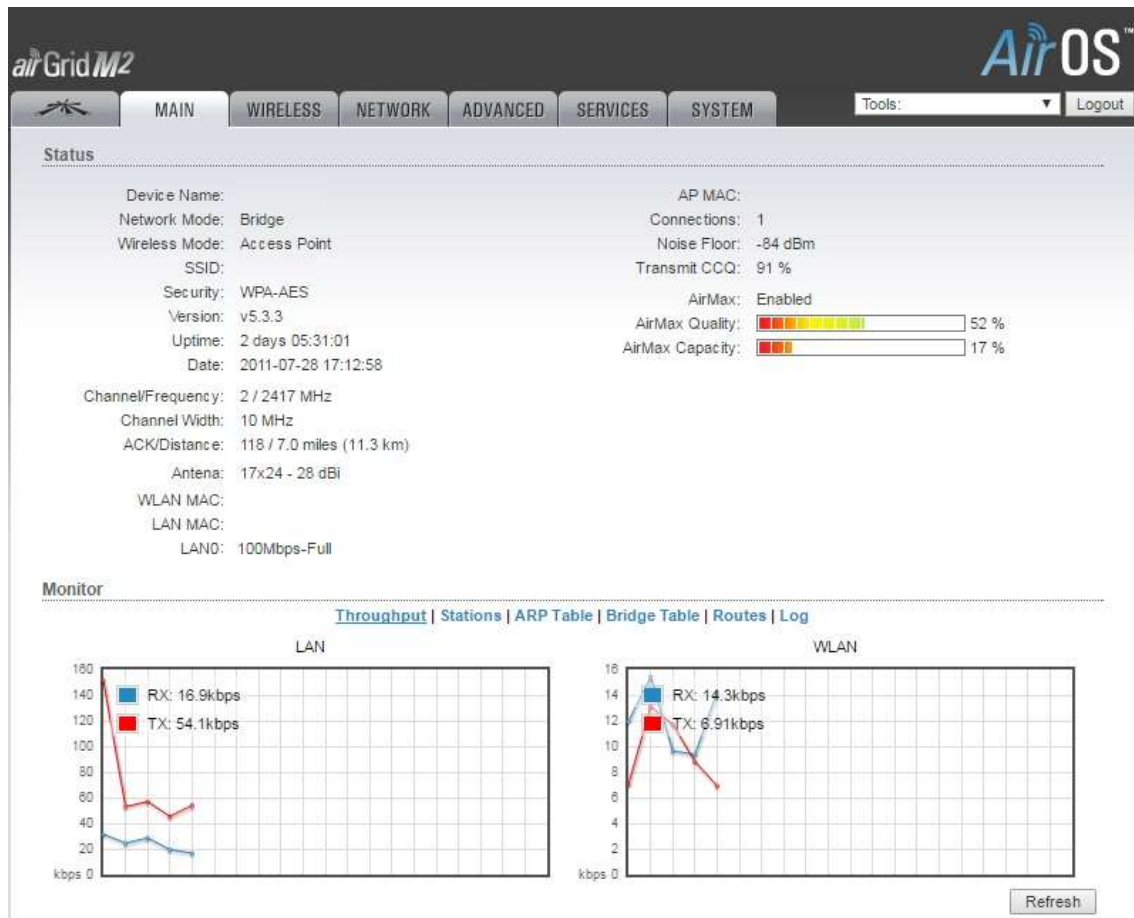 airGrid M2
AirOS™
MAIN WIRELESS NETWORK ADVANCED SERVICES SYSTEM Tools: Logout
Status
Device Name:
Network Mode: Bridge
Wireless Mode: Access Point
SSID:
Security: WPA-AES
Version: v5.3.3
Uptime: 2 days 05:31:01
Date: 2011-07-28 17:12:58
Channel/Frequency: 2 / 2417 MHz
Channel Width: 10 MHz
ACK/Distance: 118 / 7.0 miles (11.3 km)
Antena: 17x24 - 28 dBi
WLAN MAC:
LAN MAC:
LAN0: 100Mbps-Full
AP MAC:
Connections: 1
Noise Floor: -84 dBm
Transmit CCQ: 91 %
AirMax: Enabled
AirMax Quality: 52 %
AirMax Capacity: 17 %
Monitor
Throughput | Stations | ARP Table | Bridge Table | Routes | Log
LAN
160
140
120
100
80
60
40
20
kbps 0
RX: 16.9kbps
TX: 54.1kbps
WLAN
16
14
12
10
8
6
4
2
kbps 0
RX: 14.3kbps
TX: 6.91kbps
Refresh